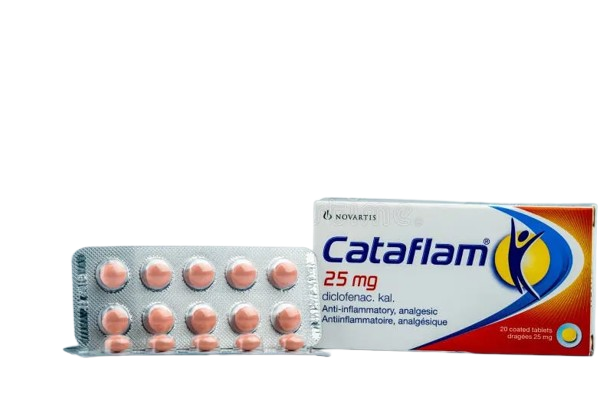 NOVARTIS
Cataflam®
25 mg
diclofenac. kal.
Anti-inflammatory, analgesic
Antiinflammatoire, analgésique
20 coated tablets
dragées 25 mg